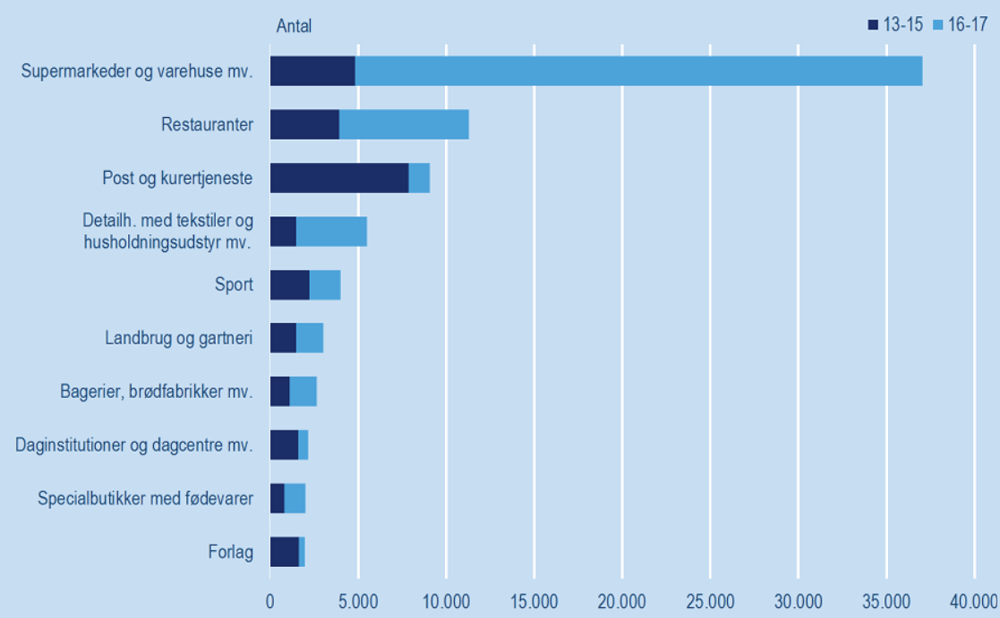 Antal
13-15 16-17
Supermarkeder og varehuse mv.
Restauranter
Post og kurertjeneste
Detailh. med tekstiler og
husholdningsudstyr mv.
Sport
Landbrug og gartneri
Bagerier, brødfabrikker mv.
Daginstitutioner og dagcentre mv.
Specialbutikker med fødevarer
Forlag
0 5.000 10.000 15.000 20.000 25.000 30.000 35.000 40.000